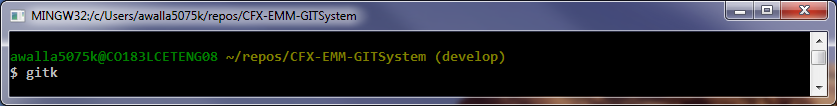 MINGW32:/c/Users/awalla5075k/repos/CFX-EMM-GITSystem
awalla5075k@CO183LCETENG08 ~/repos/CFX-EMM-GITSystem (develop)
$ gitk